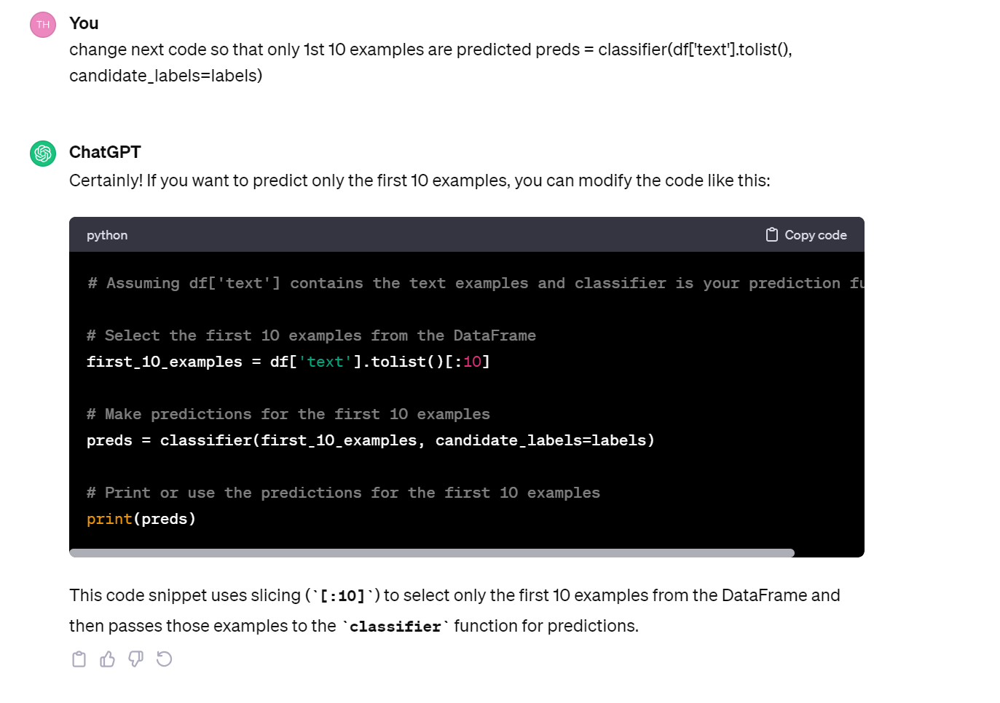 TH
You
change next code so that only 1st 10 examples are predicted preds = classifier(df['text'].tolist(),
candidate_labels=labels)
ChatGPT
Certainly! If you want to predict only the first 10 examples, you can modify the code like this:
python
Copy code
# Assuming df['text'] contains the text examples and classifier is your prediction fu
# Select the first 10 examples from the DataFrame
first_10_examples = df['text'].tolist()[:10]
# Make predictions for the first 10 examples
preds = classifier(first_10_examples, candidate_labels=labels)
# Print or use the predictions for the first 10 examples
print(preds)
This code snippet uses slicing (`[:10]`) to select only the first 10 examples from the DataFrame and
then passes those examples to the `classifier` function for predictions.